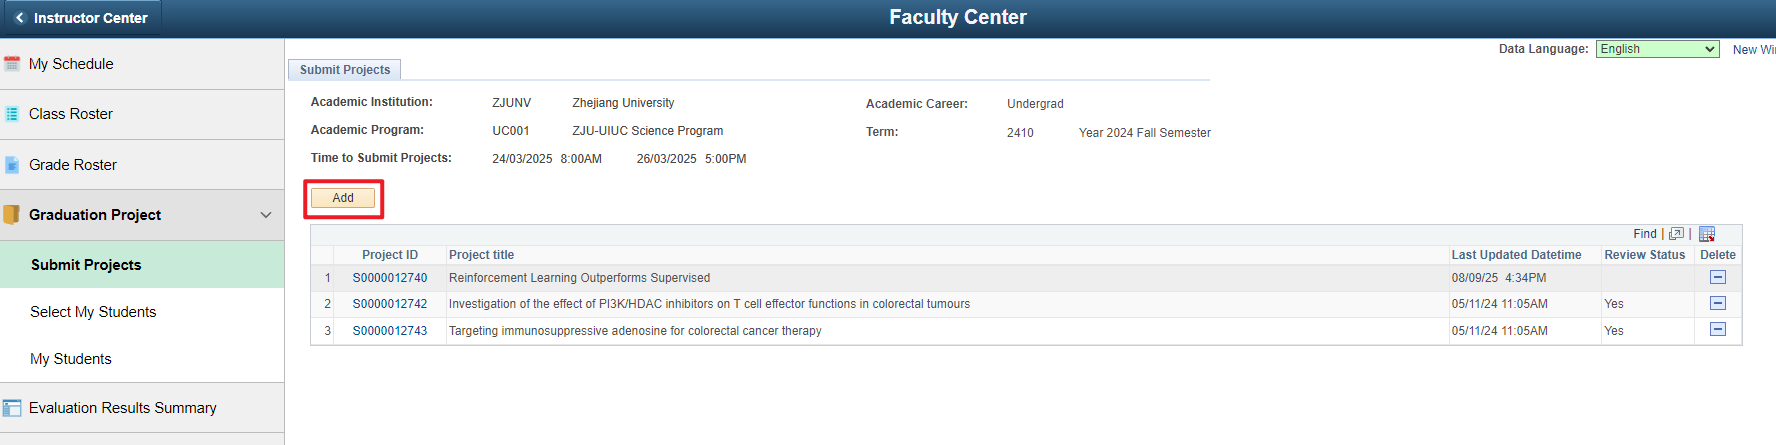 Instructor Center
Faculty Center
Data Language: English New Wi
My Schedule
Class Roster
Grade Roster
Graduation Project
Submit Projects
Select My Students
My Students
Evaluation Results Summary
Submit Projects
Academic Institution: ZJUNV Zhejiang University Academic Career: Undergrad
Academic Program: UC001 ZJU-UIUC Science Program Term: 2410 Year 2024 Fall Semester
Time to Submit Projects: 24/03/2025 8:00AM 26/03/2025 5:00PM
Add
Find | |
Project ID Project title Last Updated Datetime Review Status Delete
1 S0000012740 Reinforcement Learning Outperforms Supervised 08/09/25 4:34PM
2 S0000012742 Investigation of the effect of PI3K/HDAC inhibitors on T cell effector functions in colorectal tumours 05/11/24 11:05AM Yes
3 S0000012743 Targeting immunosuppressive adenosine for colorectal cancer therapy 05/11/24 11:05AM Yes